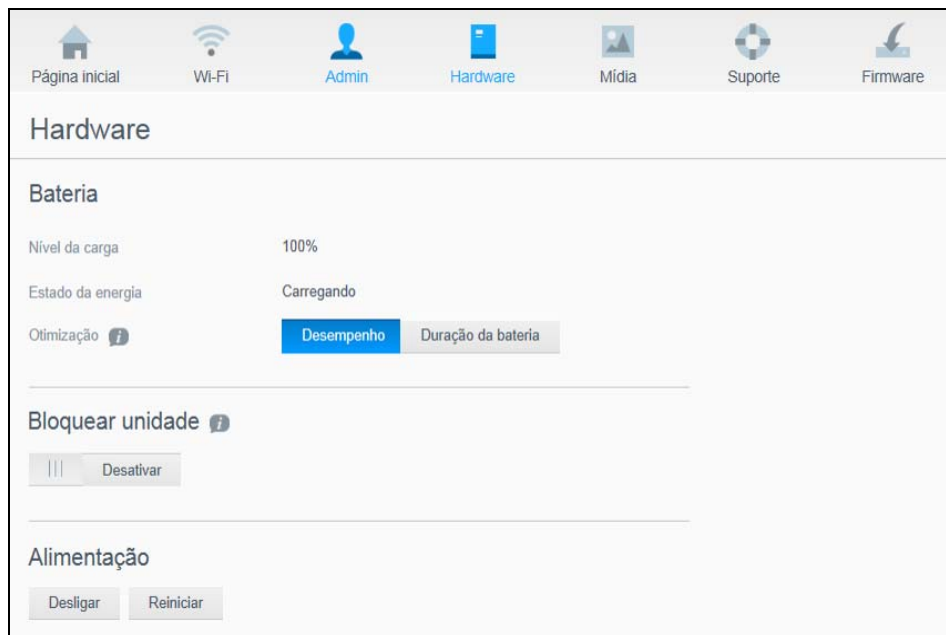 Página inicial Wi-Fi Admin Hardware Mídia Suporte Firmware
Hardware
Bateria
Nível da carga 100%
Estado da energia Carregando
Otimização i Desempenho Duração da bateria
Bloquear unidade i
Desativar
Alimentação
Desligar Reiniciar